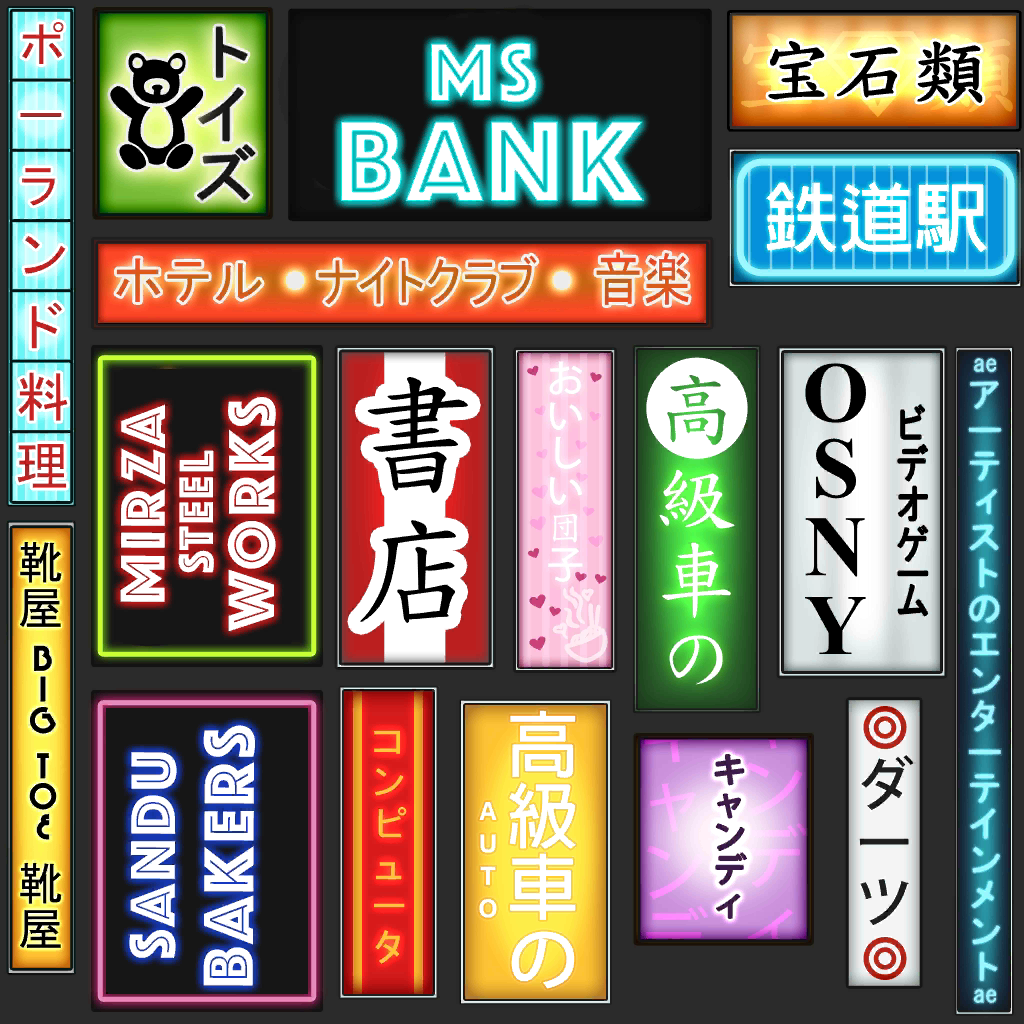 ポーランド料理
トイズ
MS
BANK
宝石類
鉄道駅
ホテル・ナイトクラブ・音楽
MIRZA
STEEL
WORKS
書店
おいしい団子
高級車の
OSNY
ビデオゲーム
ae アーティストのエンターテインメント ae
靴屋 BIG TOE 靴屋
SANDU
BAKERS
コンピュータ
高級車の
AUTO
キャンディ
ダーツ